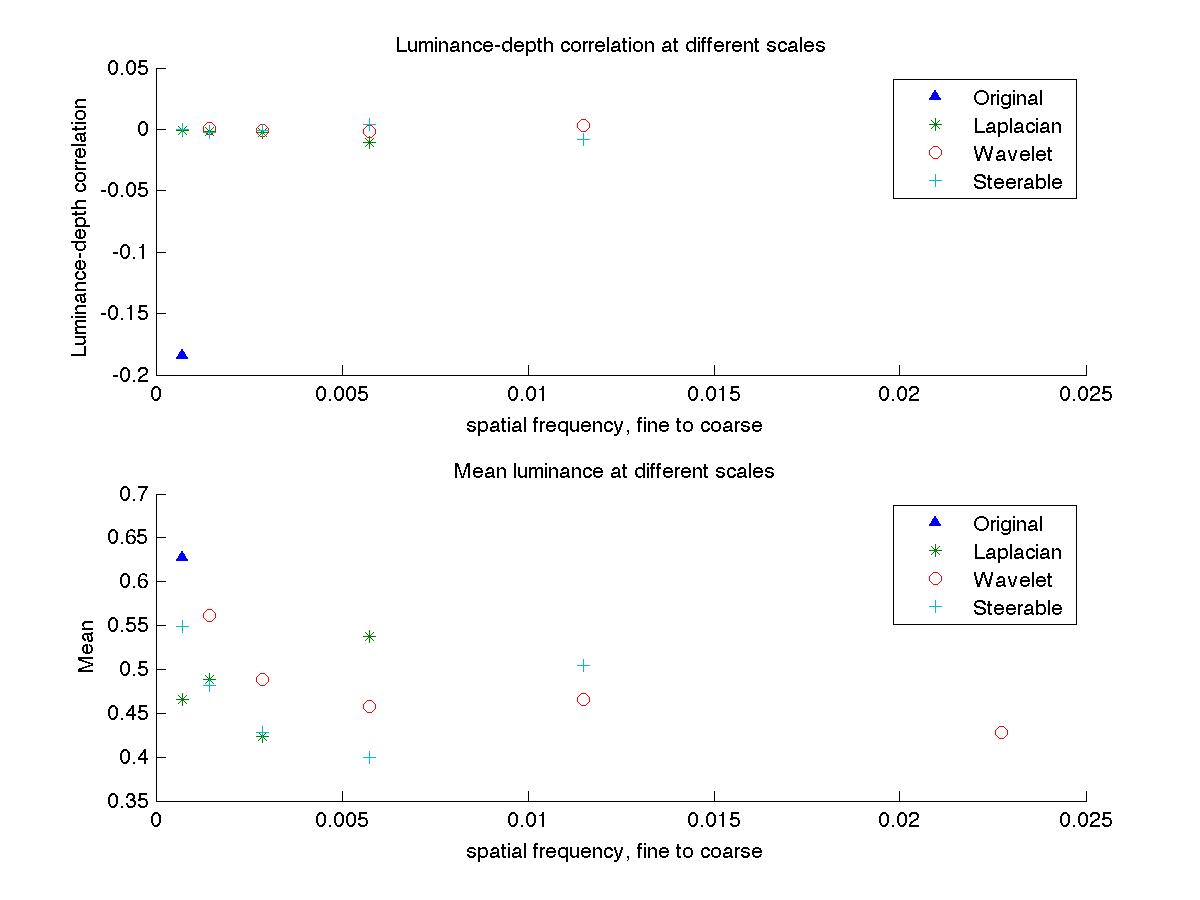 Luminance-depth correlation at different scales
0.05
0
-0.05
-0.1
-0.15
-0.2
Luminance-depth correlation
0
0.005
0.01
0.015
0.02
0.025
spatial frequency, fine to coarse
Original
Laplacian
Wavelet
Steerable
Mean luminance at different scales
0.7
0.65
0.6
0.55
0.5
0.45
0.4
0.35
Mean
0
0.005
0.01
0.015
0.02
0.025
spatial frequency, fine to coarse
Original
Laplacian
Wavelet
Steerable